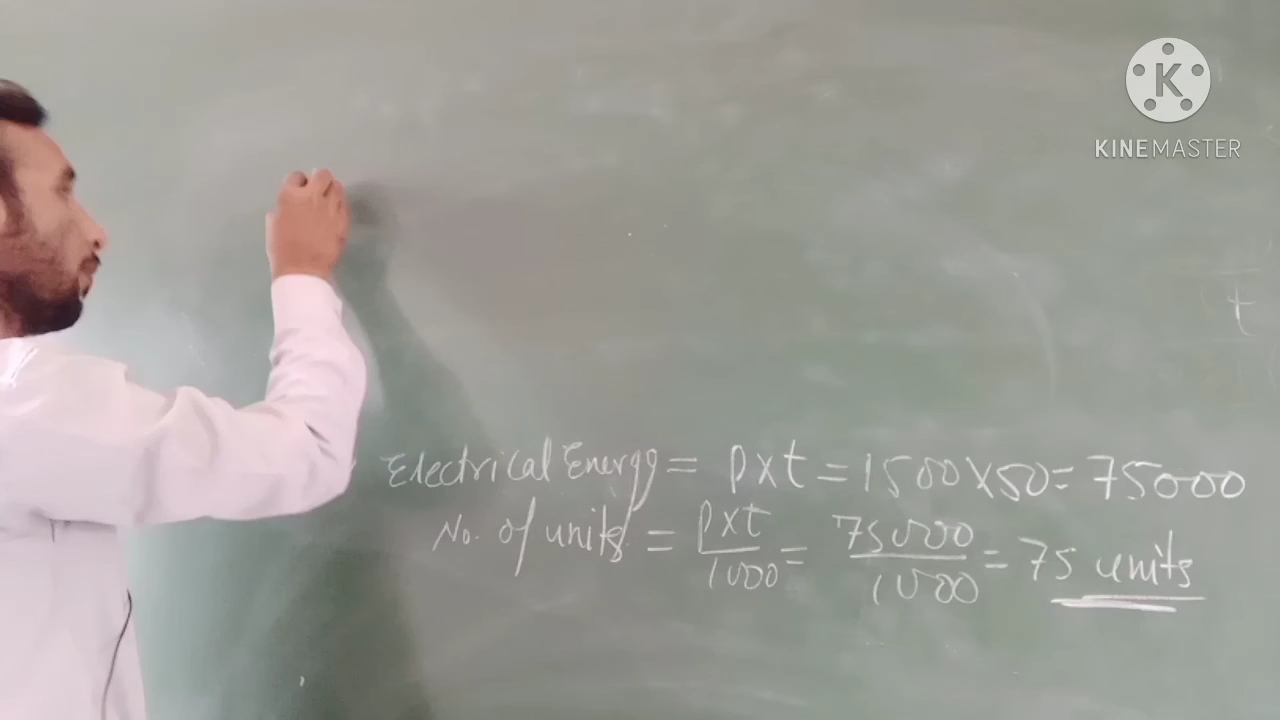 K
KINEMASTER
t
Electrical Energy = P x t = 1500 x 50 = 75000
No. of units = P x t / 1000 = 75000 / 1000 = 75 units